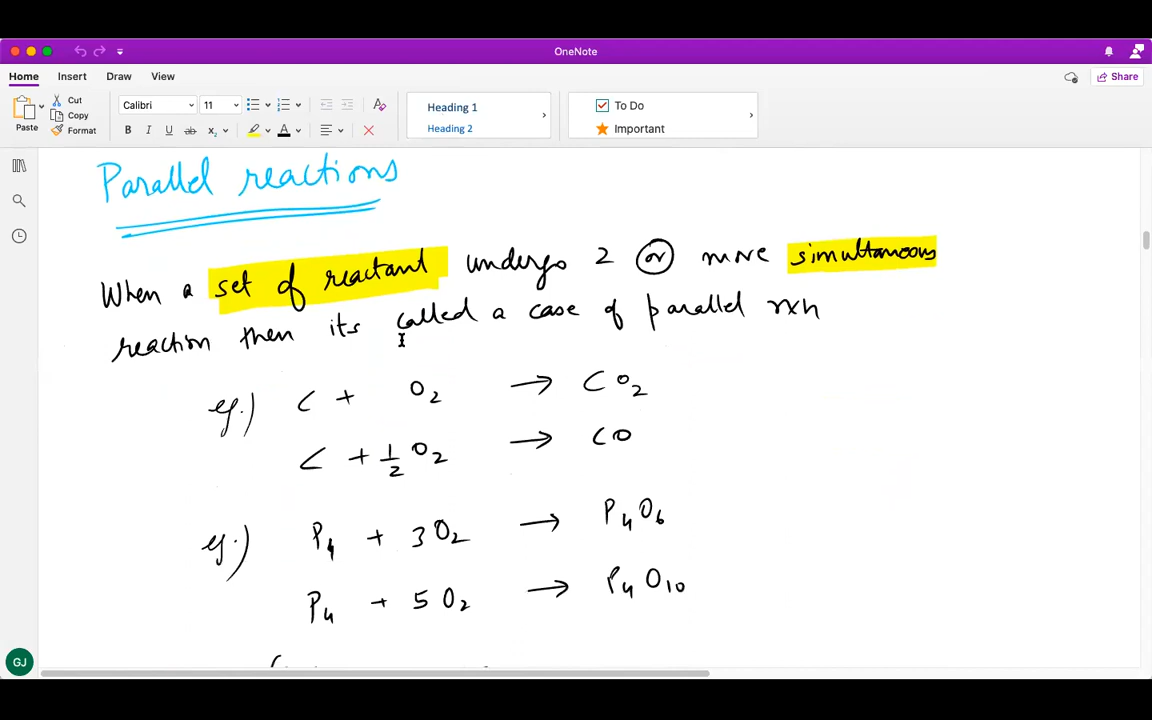 OneNote
Home Insert Draw View
Share
Paste
Cut
Copy
Format
Calibri 11
Heading 1
Heading 2
To Do
Important
Parallel reactions
When a set of reactant undergo 2 or more simultaneous
reaction then its called a case of parallel rxn
eg.) C + O₂ → CO₂
C + 1/2 O₂ → CO
eg.) P₄ + 3O₂ → P₄O₆
P₄ + 5O₂ → P₄O₁₀
GJ